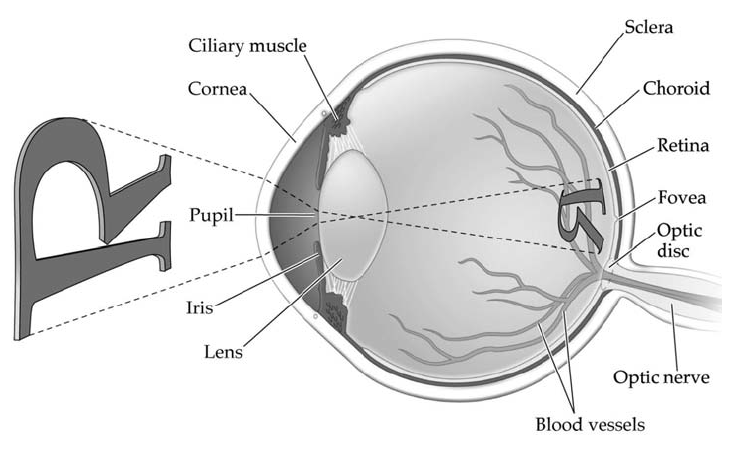 Sclera
Ciliary muscle
Cornea
Choroid
Retina
Pupil
Fovea
Optic
disc
Iris
Lens
Optic nerve
Blood vessels
R
R